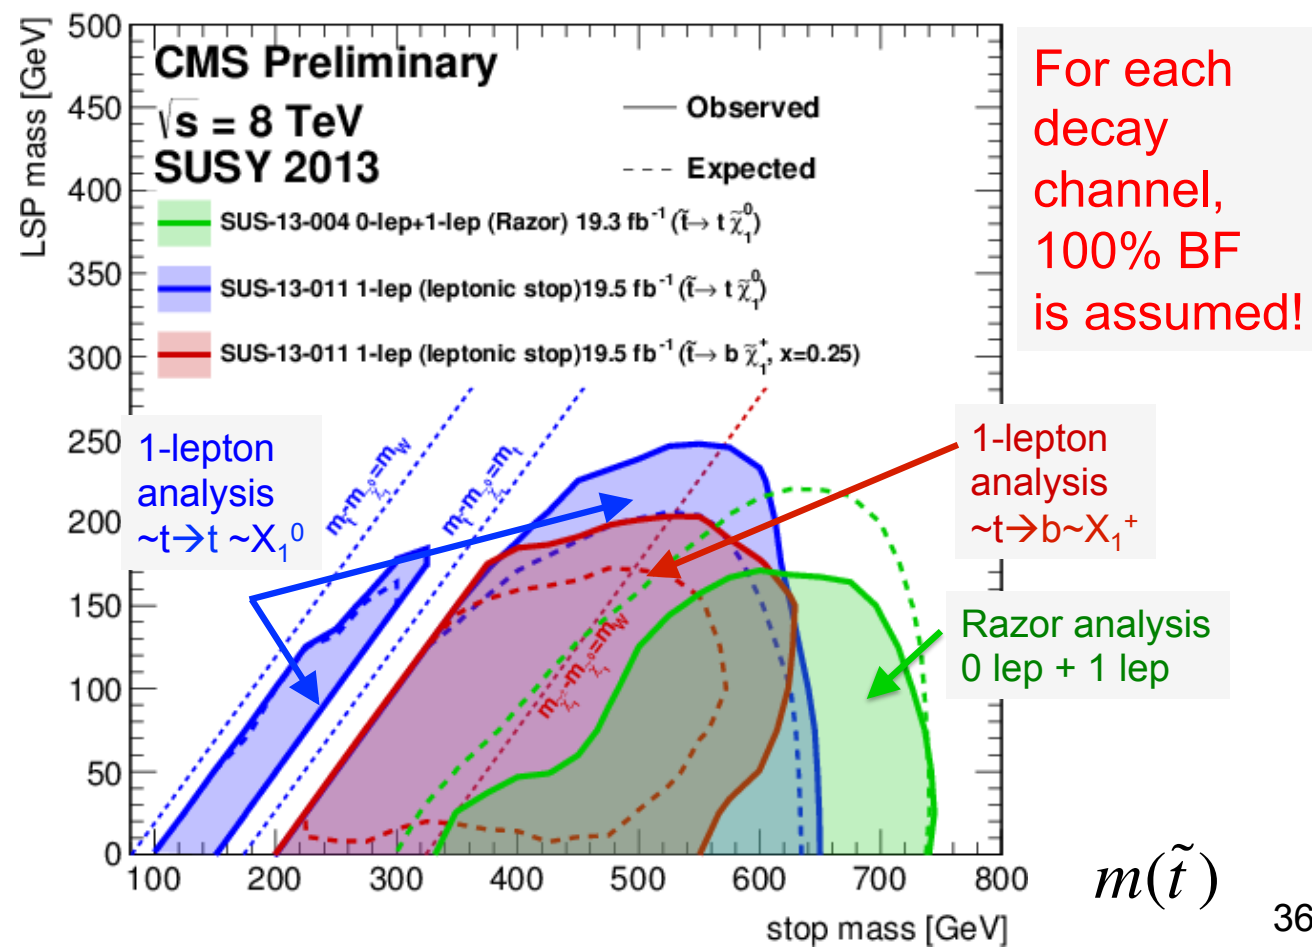 LSP mass [GeV]
500
450
400
350
300
250
200
150
100
50
0
CMS Preliminary
√s = 8 TeV
SUSY 2013
Observed
Expected
SUS-13-004 0-lep+1-lep (Razor) 19.3 fb⁻¹ (t̃→ t χ̃₁⁰)
SUS-13-011 1-lep (leptonic stop)19.5 fb⁻¹ (t̃→ t χ̃₁⁰)
SUS-13-011 1-lep (leptonic stop)19.5 fb⁻¹ (t̃→ b χ̃₁⁺, x=0.25)
For each
decay
channel,
100% BF
is assumed!
1-lepton
analysis
~t→t ~X₁⁰
m_t̃-m_χ̃₁⁰=m_W
m_t̃-m_χ̃₁⁰=m_t
m_χ̃₁±-m_χ̃₁⁰=m_W
1-lepton
analysis
~t→b~X₁⁺
Razor analysis
0 lep + 1 lep
100 200 300 400 500 600 700 800
stop mass [GeV]
m(t̃)
36